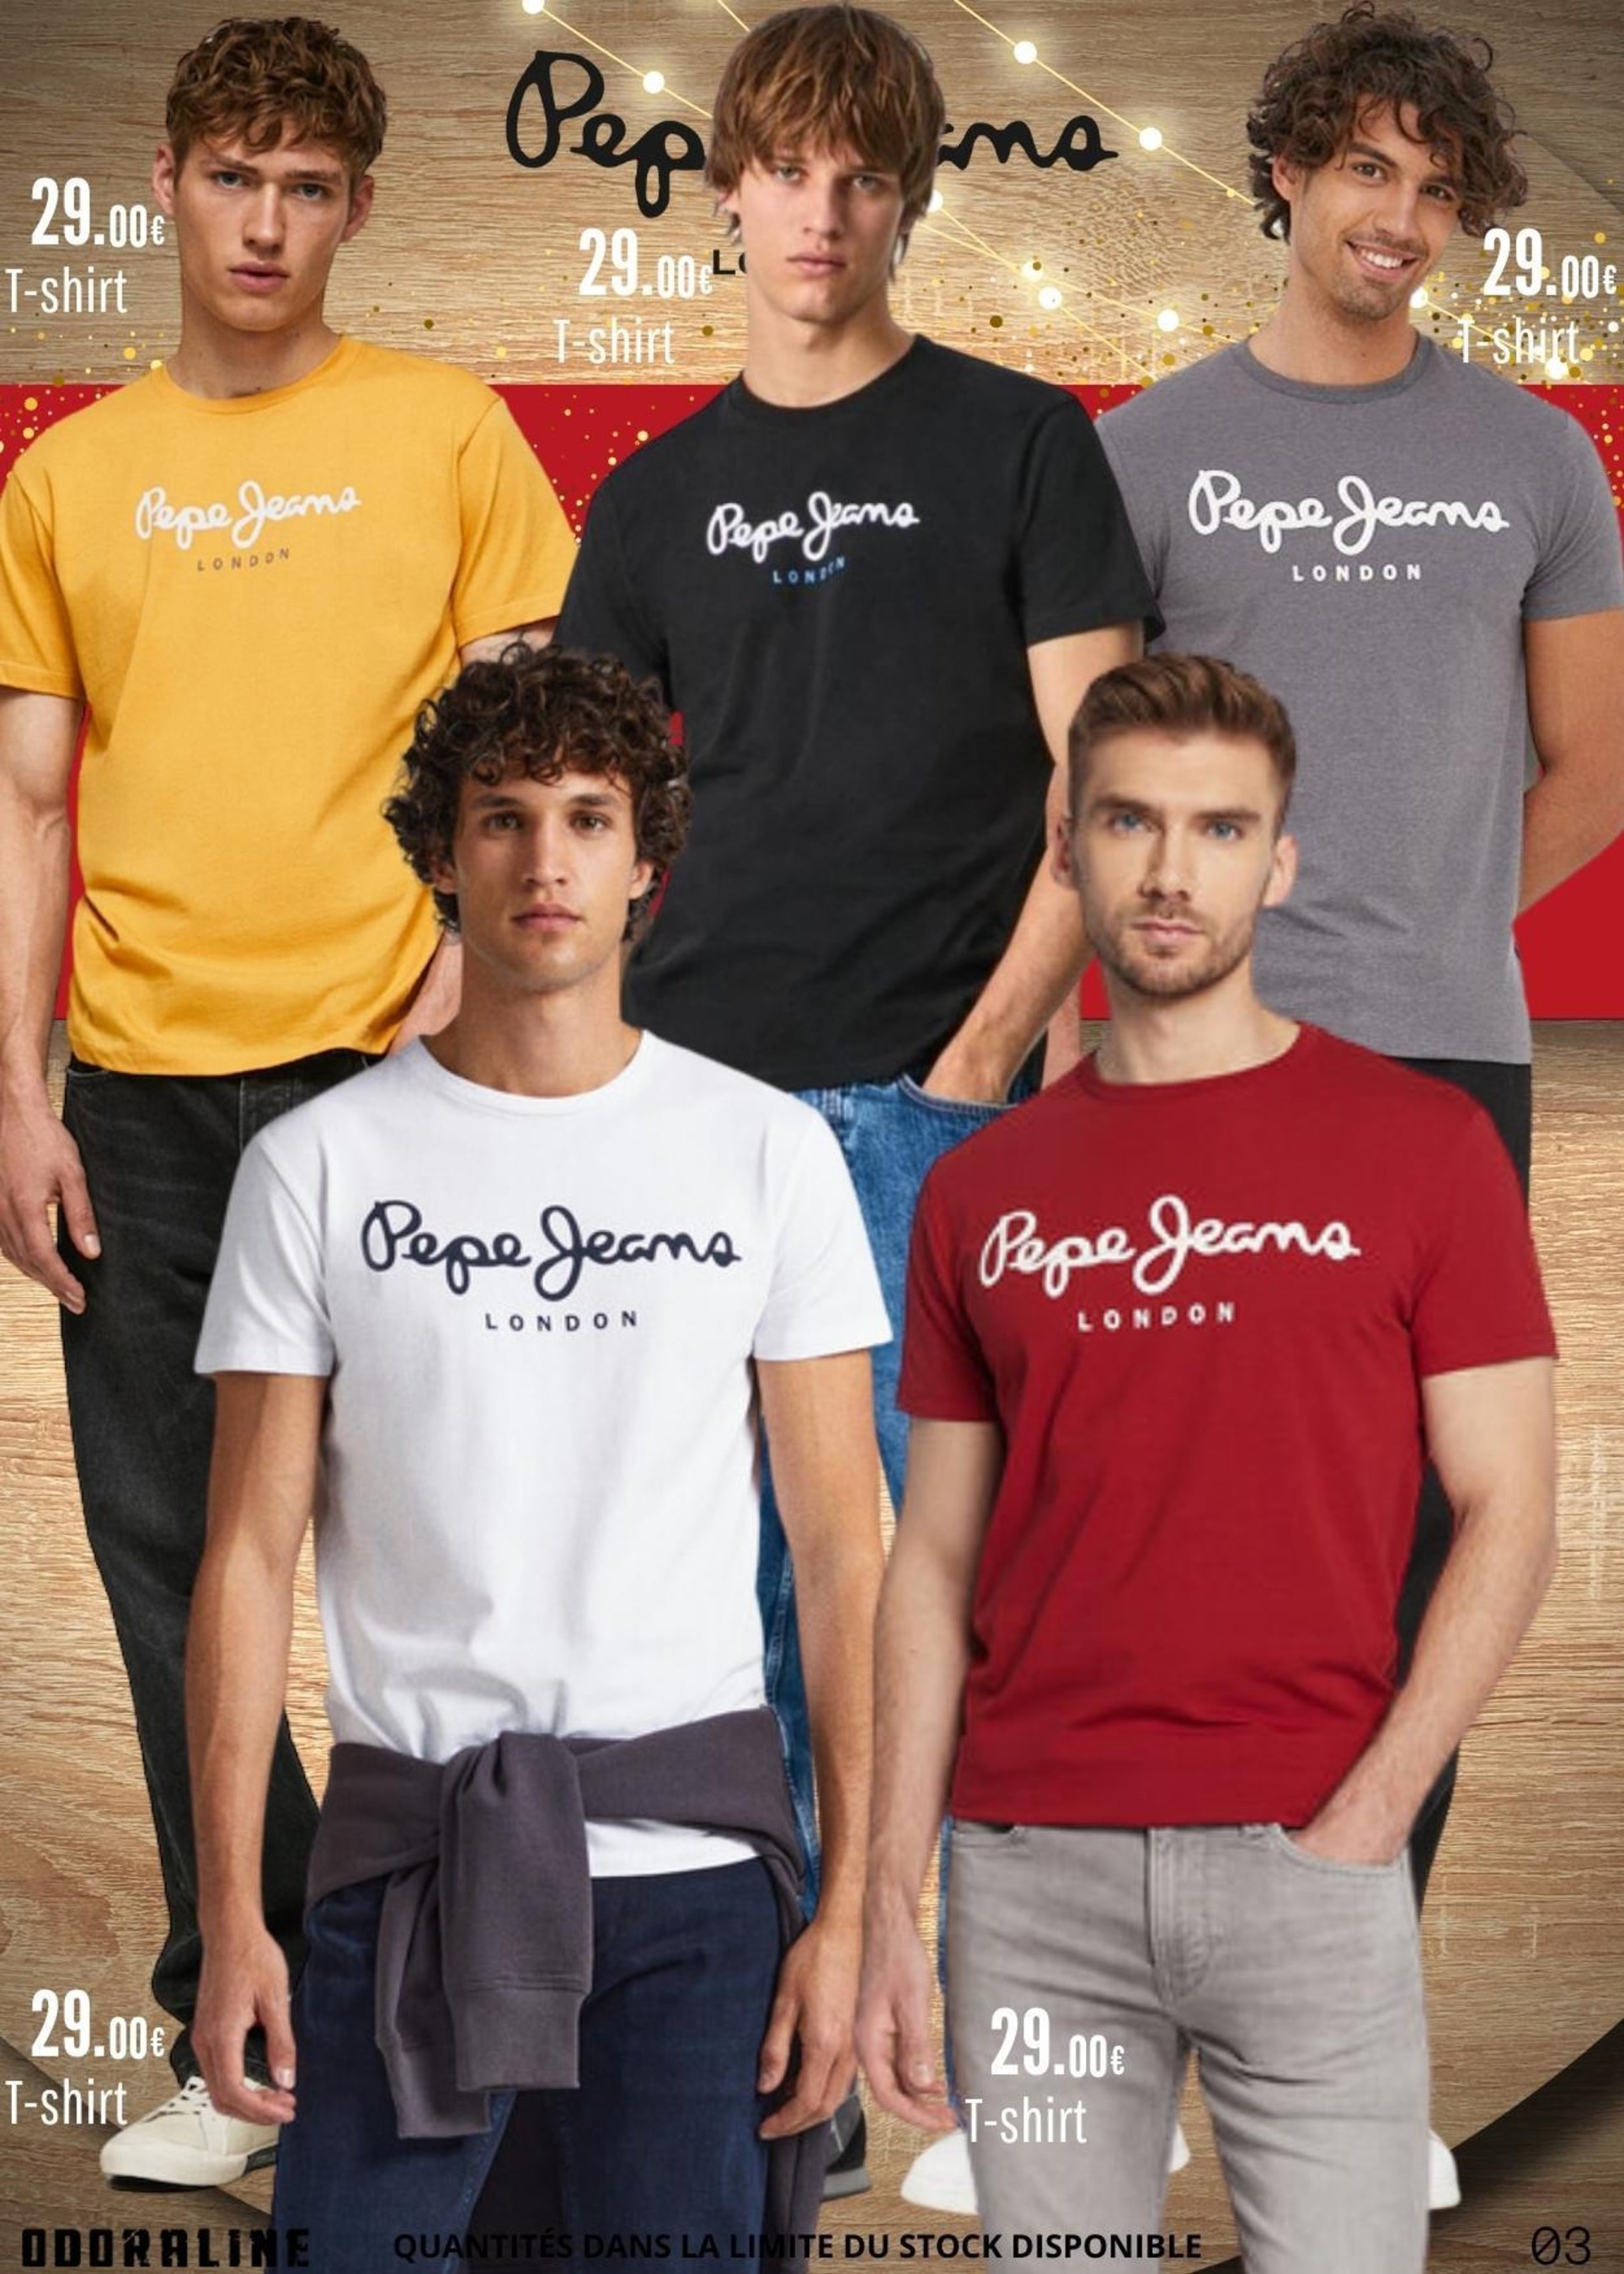 Pep ans
29.00€
T-shirt
29.00€
T-shirt
29.00€
T-shirt
Pepe Jeans
LONDON
Pepe Jeans
LONDON
Pepe Jeans
LONDON
Pepe Jeans
LONDON
Pepe Jeans
LONDON
29.00€
T-shirt
29.00€
T-shirt
ODORALINE
QUANTITÉS DANS LA LIMITE DU STOCK DISPONIBLE
03